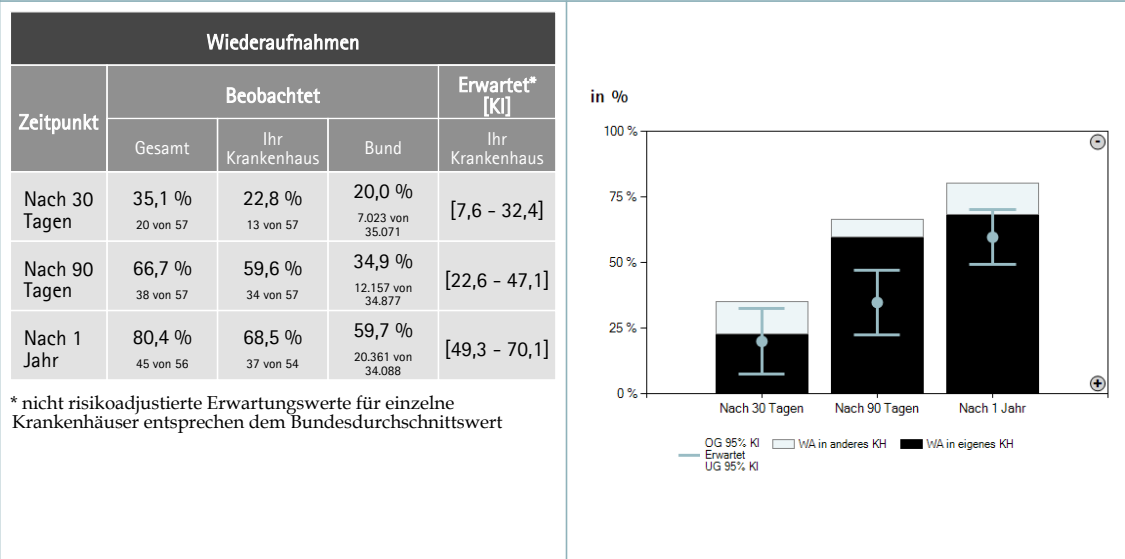 Wiederaufnahmen
Zeitpunkt
Beobachtet
Erwartet*
[KI]
Gesamt
Ihr
Krankenhaus
Bund
Ihr
Krankenhaus
Nach 30
Tagen
35,1 %
20 von 57
22,8 %
13 von 57
20,0 %
7.023 von
35.071
[7,6 - 32,4]
Nach 90
Tagen
66,7 %
38 von 57
59,6 %
34 von 57
34,9 %
12.157 von
34.877
[22,6 - 47,1]
Nach 1
Jahr
80,4 %
45 von 56
68,5 %
37 von 54
59,7 %
20.361 von
34.088
[49,3 - 70,1]
* nicht risikoadjustierte Erwartungswerte für einzelne
Krankenhäuser entsprechen dem Bundesdurchschnittswert
in %
100 %
75 %
50 %
25 %
0 %
Nach 30 Tagen
Nach 90 Tagen
Nach 1 Jahr
OG 95% KI
Erwartet
UG 95% KI
WA in anderes KH
WA in eigenes KH